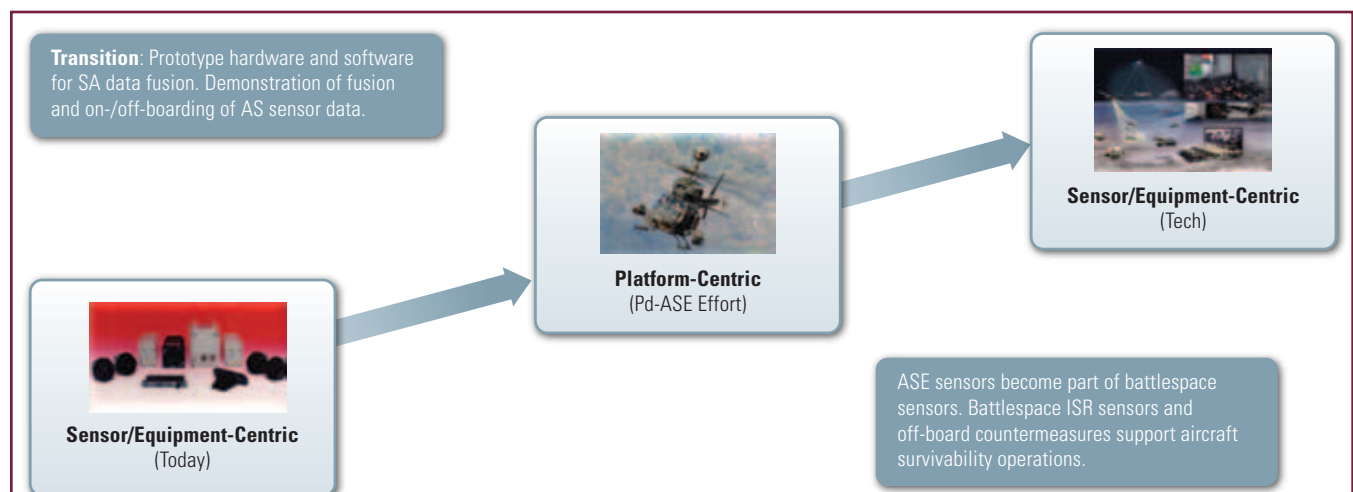 Transition: Prototype hardware and software
for SA data fusion. Demonstration of fusion
and on-/off-boarding of AS sensor data.
Sensor/Equipment-Centric
(Tech)
Platform-Centric
(Pd-ASE Effort)
Sensor/Equipment-Centric
(Today)
ASE sensors become part of battlespace
sensors. Battlespace ISR sensors and
off-board countermeasures support aircraft
survivability operations.